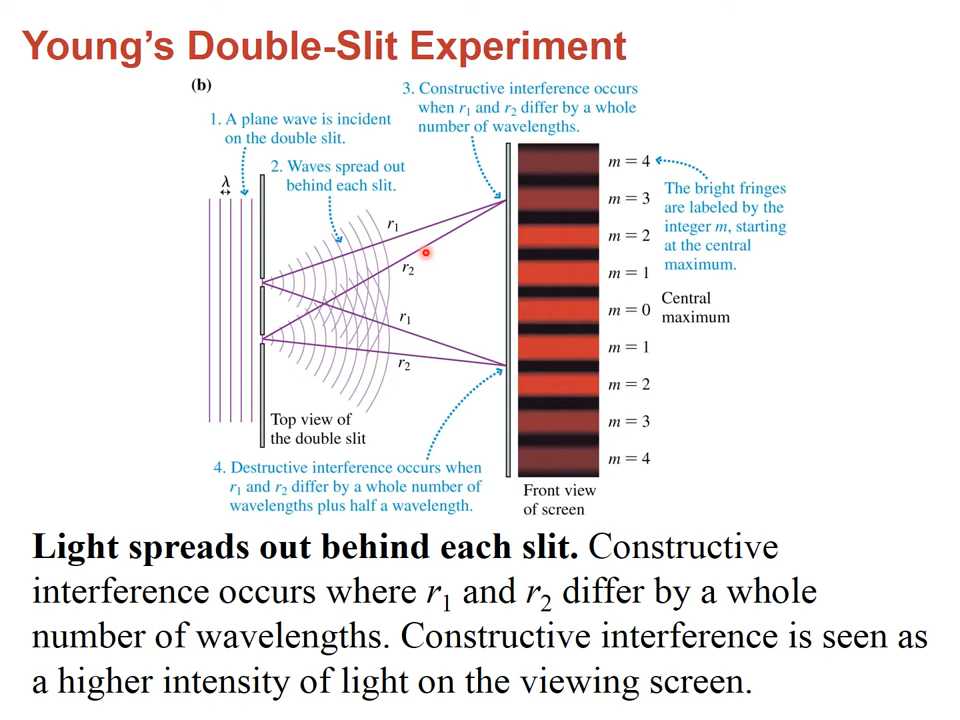 Young's Double-Slit Experiment
(b)
1. A plane wave is incident
on the double slit.
2. Waves spread out
behind each slit.
3. Constructive interference occurs
when r₁ and r₂ differ by a whole
number of wavelengths.
λ
r₁
r₂
r₁
r₂
Top view of
the double slit
4. Destructive interference occurs when
r₁ and r₂ differ by a whole number of
wavelengths plus half a wavelength.
m = 4
m = 3
m = 2
m = 1
m = 0
m = 1
m = 2
m = 3
m = 4
The bright fringes
are labeled by the
integer m, starting
at the central
maximum.
Central
maximum
Front view
of screen
Light spreads out behind each slit. Constructive
interference occurs where r₁ and r₂ differ by a whole
number of wavelengths. Constructive interference is seen as
a higher intensity of light on the viewing screen.